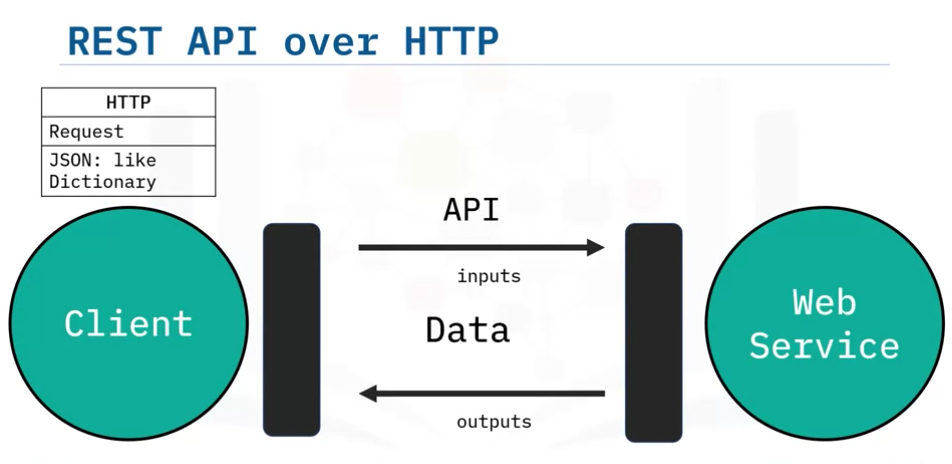 REST API over HTTP
HTTP
Request
JSON: like
Dictionary
API
inputs
Client
Data
Web
Service
outputs